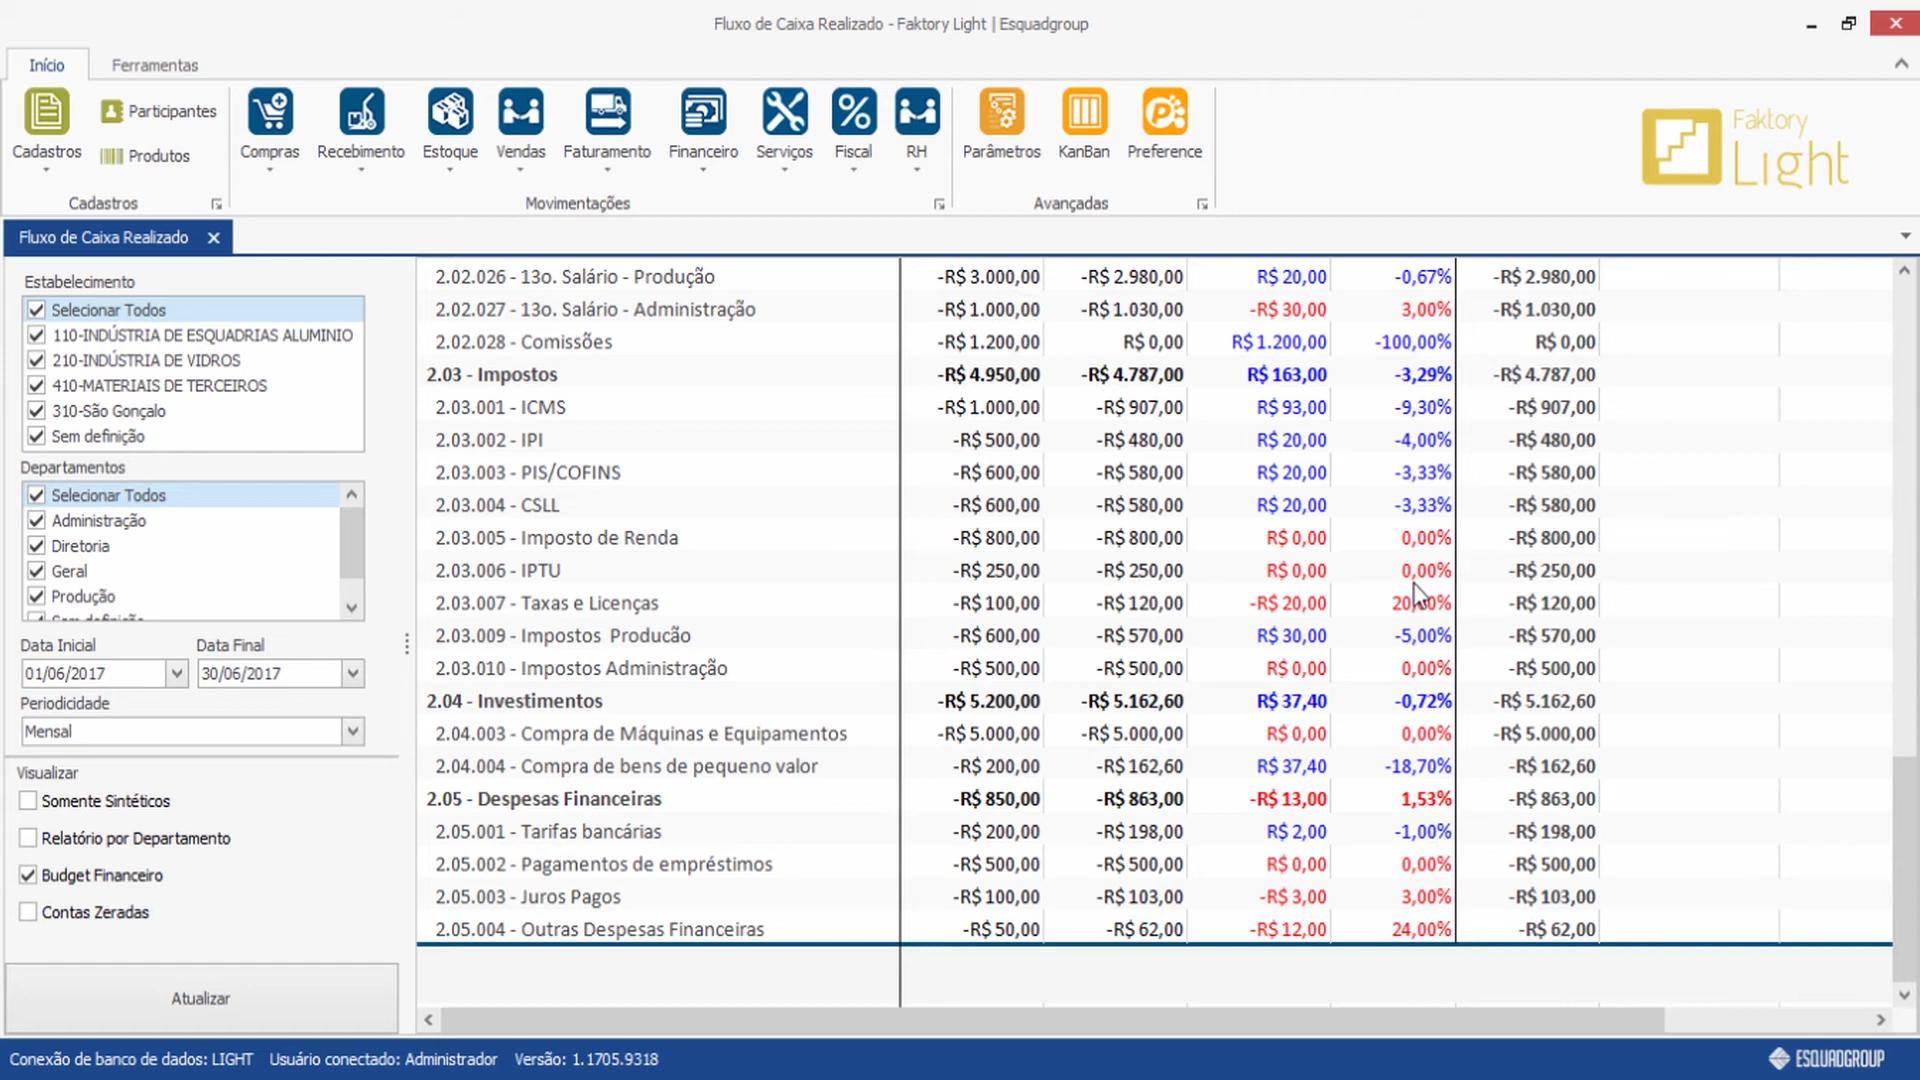 Fluxo de Caixa Realizado - Faktory Light | Esquadgroup
Início Ferramentas
Cadastros Participantes Produtos
Compras Recebimento Estoque Vendas Faturamento Financeiro Serviços Fiscal RH
Parâmetros KanBan Preference
Faktory
Light
Cadastros Movimentações Avançadas
Fluxo de Caixa Realizado
Estabelecimento
Selecionar Todos
110-INDÚSTRIA DE ESQUADRIAS ALUMINIO
210-INDÚSTRIA DE VIDROS
410-MATERIAIS DE TERCEIROS
310-São Gonçalo
Sem definição
Departamentos
Selecionar Todos
Administração
Diretoria
Geral
Produção
Sem definição
Data Inicial Data Final
01/06/2017 30/06/2017
Periodicidade
Mensal
Visualizar
Somente Sintéticos
Relatório por Departamento
Budget Financeiro
Contas Zeradas
Atualizar
2.02.026 - 13o. Salário - Produção -R$ 3.000,00 -R$ 2.980,00 R$ 20,00 -0,67% -R$ 2.980,00
2.02.027 - 13o. Salário - Administração -R$ 1.000,00 -R$ 1.030,00 -R$ 30,00 3,00% -R$ 1.030,00
2.02.028 - Comissões -R$ 1.200,00 R$ 0,00 R$ 1.200,00 -100,00% R$ 0,00
2.03 - Impostos -R$ 4.950,00 -R$ 4.787,00 R$ 163,00 -3,29% -R$ 4.787,00
2.03.001 - ICMS -R$ 1.000,00 -R$ 907,00 R$ 93,00 -9,30% -R$ 907,00
2.03.002 - IPI -R$ 500,00 -R$ 480,00 R$ 20,00 -4,00% -R$ 480,00
2.03.003 - PIS/COFINS -R$ 600,00 -R$ 580,00 R$ 20,00 -3,33% -R$ 580,00
2.03.004 - CSLL -R$ 600,00 -R$ 580,00 R$ 20,00 -3,33% -R$ 580,00
2.03.005 - Imposto de Renda -R$ 800,00 -R$ 800,00 R$ 0,00 0,00% -R$ 800,00
2.03.006 - IPTU -R$ 250,00 -R$ 250,00 R$ 0,00 0,00% -R$ 250,00
2.03.007 - Taxas e Licenças -R$ 100,00 -R$ 120,00 -R$ 20,00 20,00% -R$ 120,00
2.03.009 - Impostos Producão -R$ 600,00 -R$ 570,00 R$ 30,00 -5,00% -R$ 570,00
2.03.010 - Impostos Administração -R$ 500,00 -R$ 500,00 R$ 0,00 0,00% -R$ 500,00
2.04 - Investimentos -R$ 5.200,00 -R$ 5.162,60 R$ 37,40 -0,72% -R$ 5.162,60
2.04.003 - Compra de Máquinas e Equipamentos -R$ 5.000,00 -R$ 5.000,00 R$ 0,00 0,00% -R$ 5.000,00
2.04.004 - Compra de bens de pequeno valor -R$ 200,00 -R$ 162,60 R$ 37,40 -18,70% -R$ 162,60
2.05 - Despesas Financeiras -R$ 850,00 -R$ 863,00 -R$ 13,00 1,53% -R$ 863,00
2.05.001 - Tarifas bancárias -R$ 200,00 -R$ 198,00 R$ 2,00 -1,00% -R$ 198,00
2.05.002 - Pagamentos de empréstimos -R$ 500,00 -R$ 500,00 R$ 0,00 0,00% -R$ 500,00
2.05.003 - Juros Pagos -R$ 100,00 -R$ 103,00 -R$ 3,00 3,00% -R$ 103,00
2.05.004 - Outras Despesas Financeiras -R$ 50,00 -R$ 62,00 -R$ 12,00 24,00% -R$ 62,00
Conexão de banco de dados: LIGHT Usuário conectado: Administrador Versão: 1.1705.9318 ESQUADGROUP